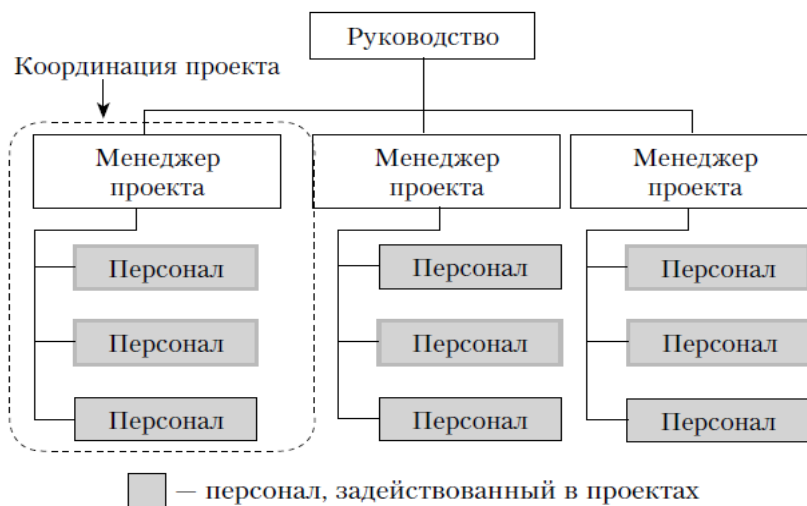 Руководство
Координация проекта
Менеджер
проекта
Менеджер
проекта
Менеджер
проекта
Персонал
Персонал
Персонал
Персонал
Персонал
Персонал
Персонал
Персонал
Персонал
— персонал, задействованный в проектах